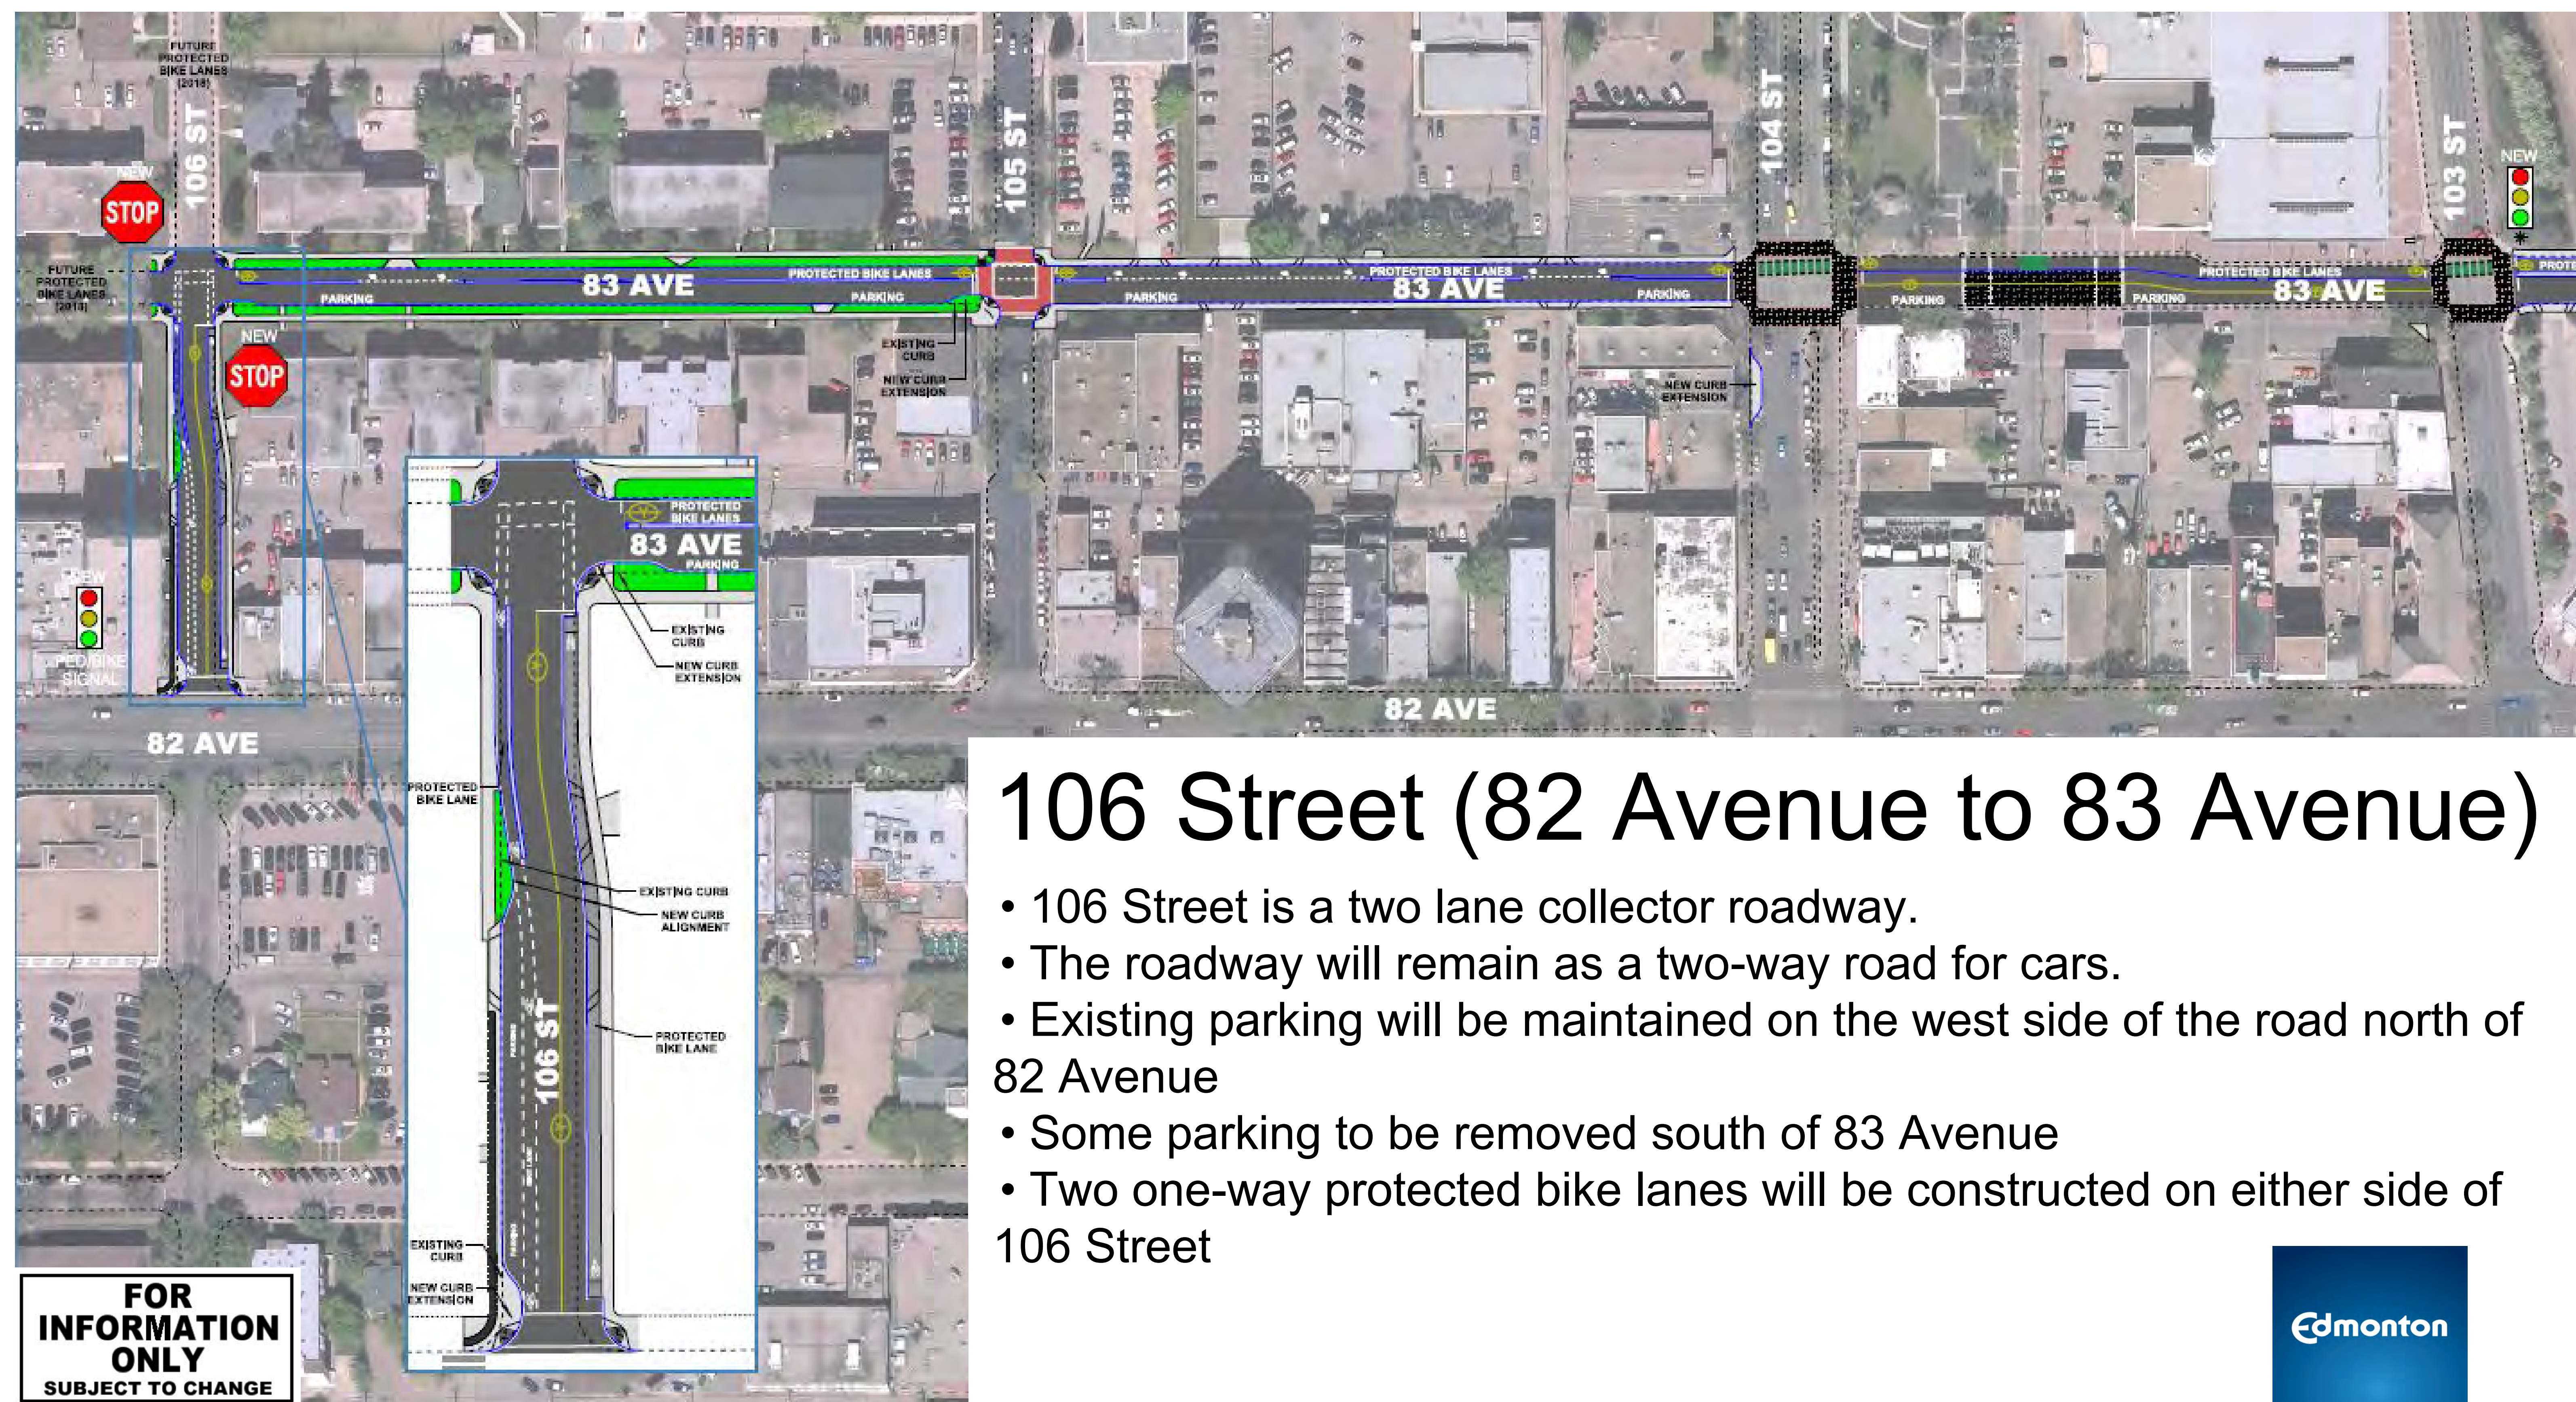 FUTURE
PROTECTED
BIKE LANES
(2018)
106 ST
105 ST
104 ST
103 ST
NEW
STOP
NEW
FUTURE
PROTECTED
BIKE LANES
(2018)
83 AVE
PROTECTED BIKE LANES
PARKING
PARKING
PROTECTED BIKE LANES
83 AVE
PARKING
PARKING
PARKING
PROTECTED BIKE LANES
83 AVE
PARKING
PROTE
NEW
STOP
EXISTING
CURB
NEW CURB
EXTENSION
NEW CURB
EXTENSION
NEW
PED/BIKE
SIGNAL
82 AVE
82 AVE
PROTECTED
BIKE LANES
83 AVE
PARKING
EXISTING
CURB
NEW CURB
EXTENSION
PROTECTED
BIKE LANE
EXISTING CURB
NEW CURB
ALIGNMENT
PARKING
106 ST
PROTECTED
BIKE LANE
PARKING
EXISTING
CURB
NEW CURB
EXTENSION
106 Street (82 Avenue to 83 Avenue)
• 106 Street is a two lane collector roadway.
• The roadway will remain as a two-way road for cars.
• Existing parking will be maintained on the west side of the road north of
82 Avenue
• Some parking to be removed south of 83 Avenue
• Two one-way protected bike lanes will be constructed on either side of
106 Street
FOR
INFORMATION
ONLY
SUBJECT TO CHANGE
Edmonton